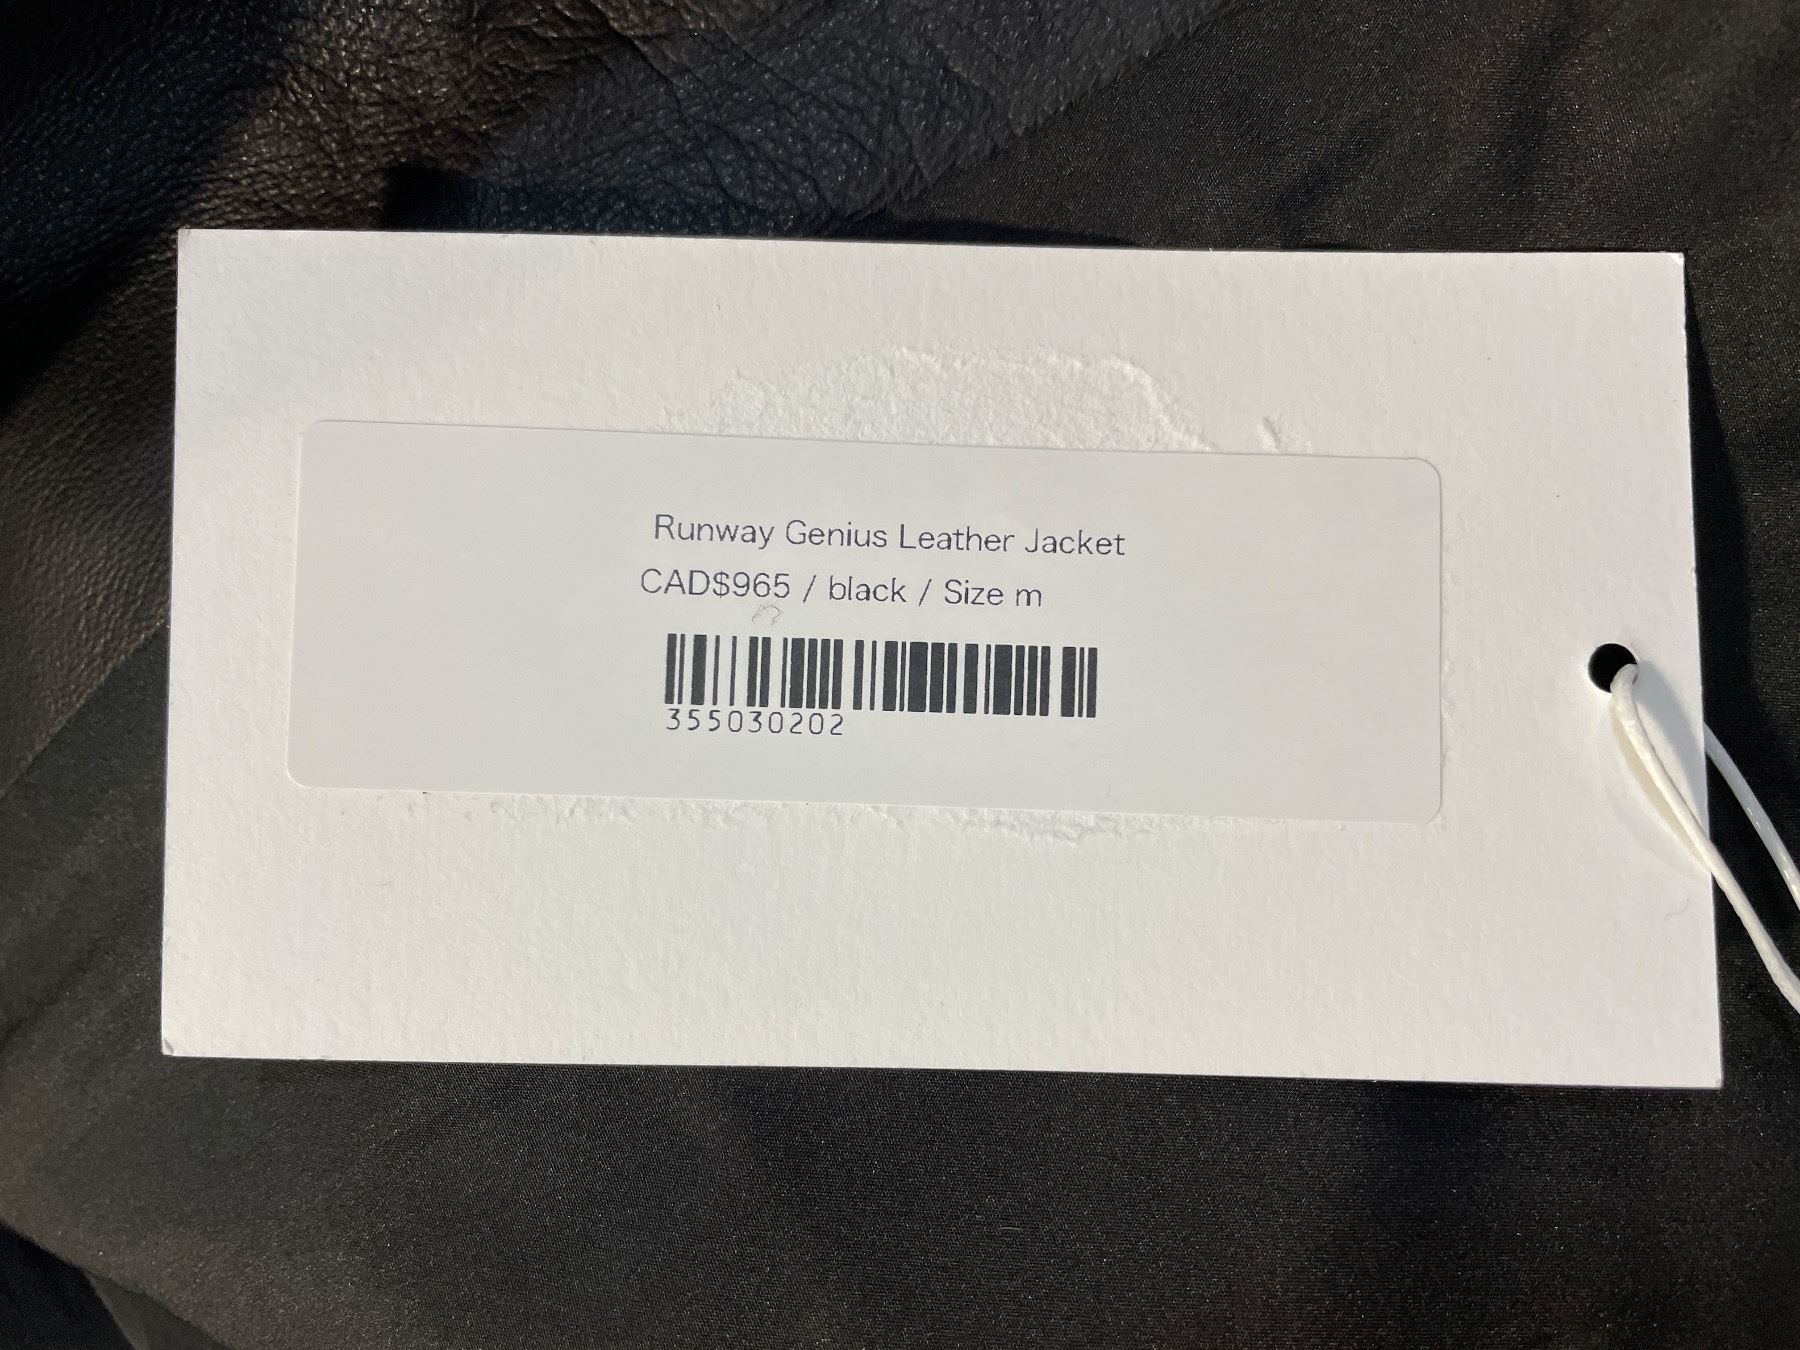 Runway Genius Leather Jacket
CAD$965 / black / Size m
355030202